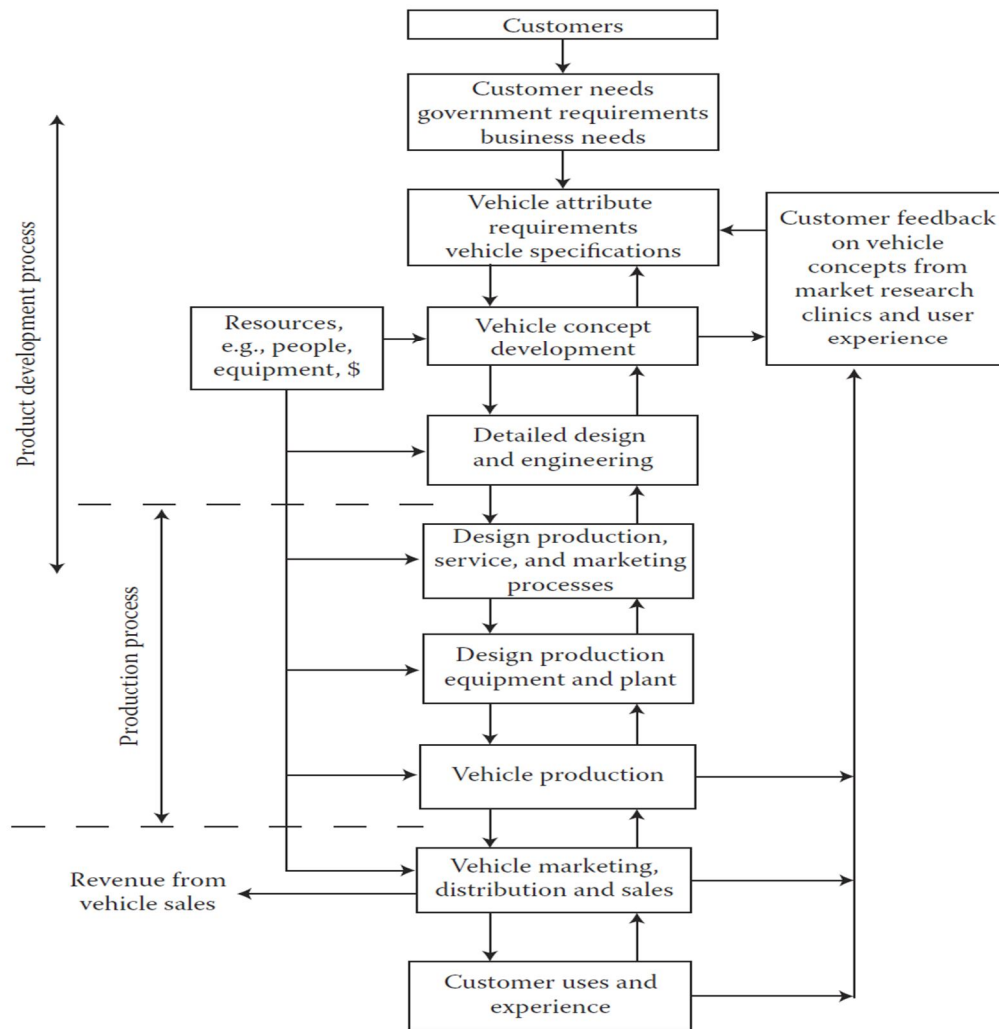 Customers
Customer needs
government requirements
business needs
Vehicle attribute
requirements
vehicle specifications
Customer feedback
on vehicle
concepts from
market research
clinics and user
experience
Resources,
e.g., people,
equipment, $
Vehicle concept
development
Product development process
Detailed design
and engineering
Design production,
service, and marketing
processes
Production process
Design production
equipment and plant
Vehicle production
Vehicle marketing,
distribution and sales
Revenue from
vehicle sales
Customer uses and
experience